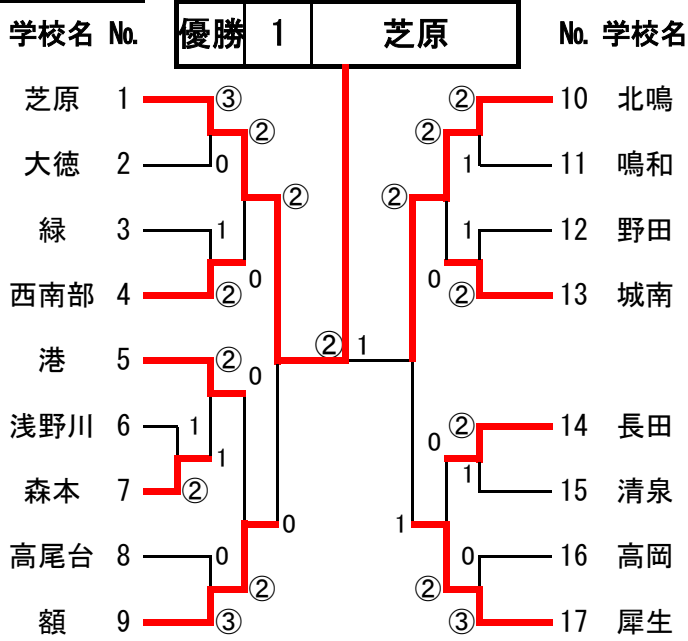 学校名 No. 優勝 1 芝原 No. 学校名
芝原 1 ③ ② 10 北鳴
② ②
大徳 2 0 1 11 鳴和
② ②
緑 3 1 1 12 野田
0 0
西南部 4 ② ② 13 城南
② 1
港 5 ② 0
浅野川 6 1 0 ② 14 長田
1 1
森本 7 ② 15 清泉
0 1
高尾台 8 0 0 16 高岡
② ②
額 9 ③ ③ 17 犀生